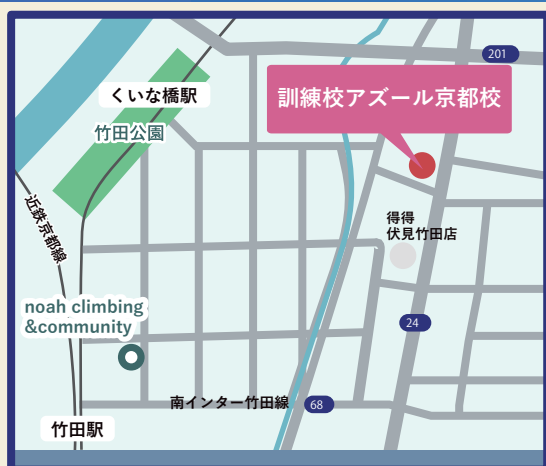 201
訓練校アズール京都校
くいな橋駅
竹田公園
近鉄京都線
得得
伏見竹田店
noah climbing
&community
24
南インター竹田線
68
竹田駅